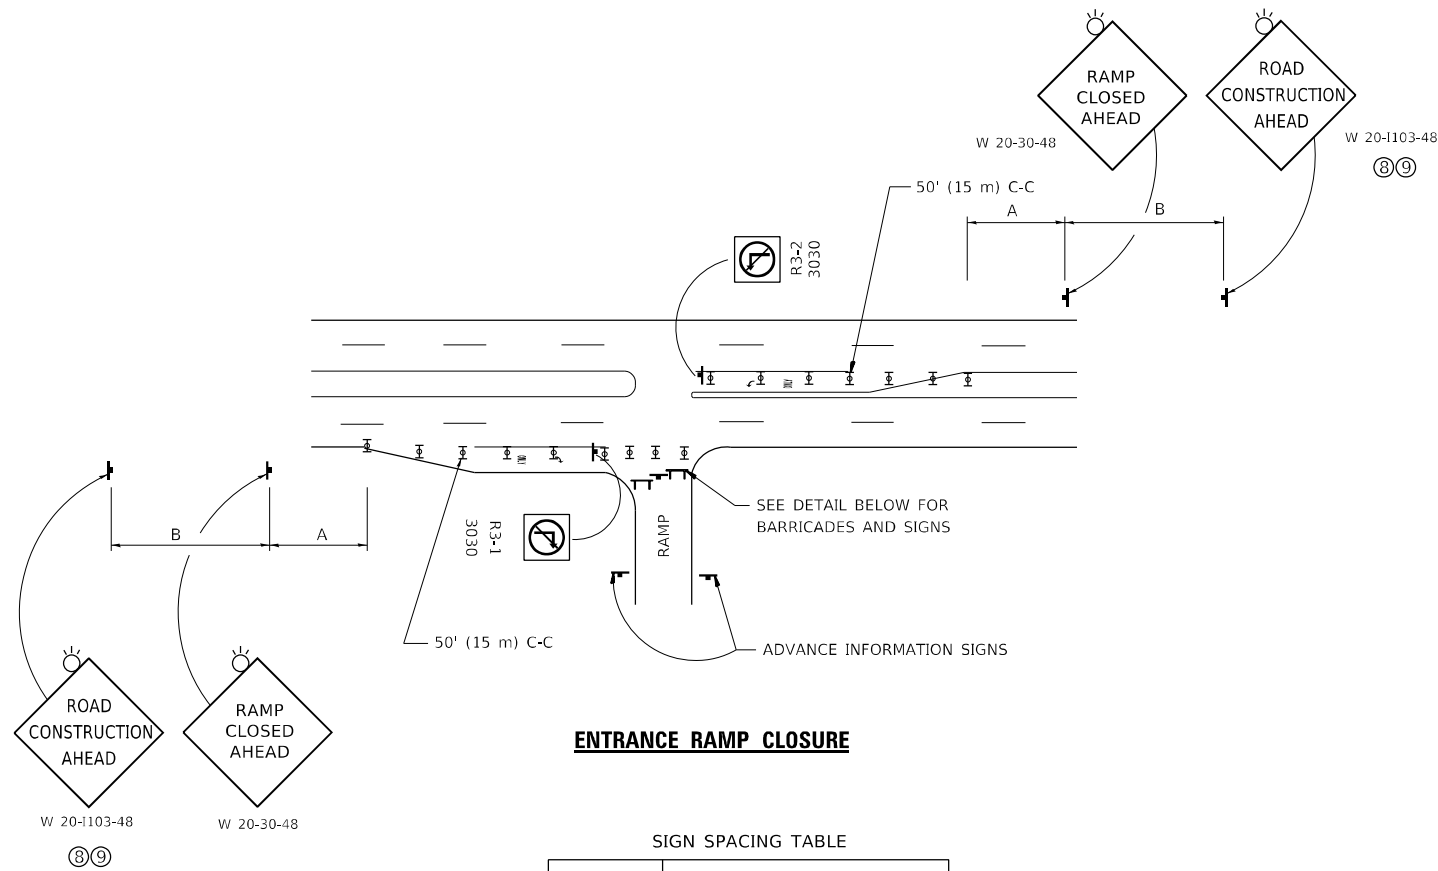 RAMP
CLOSED
AHEAD
W 20-30-48
ROAD
CONSTRUCTION
AHEAD
W 20-I103-48
⑧⑨
50' (15 m) C-C
A
B
R3-2
3030
B
A
R3-1
3030
RAMP
SEE DETAIL BELOW FOR
BARRICADES AND SIGNS
50' (15 m) C-C
ADVANCE INFORMATION SIGNS
ROAD
CONSTRUCTION
AHEAD
W 20-I103-48
⑧⑨
RAMP
CLOSED
AHEAD
W 20-30-48
ENTRANCE RAMP CLOSURE
SIGN SPACING TABLE